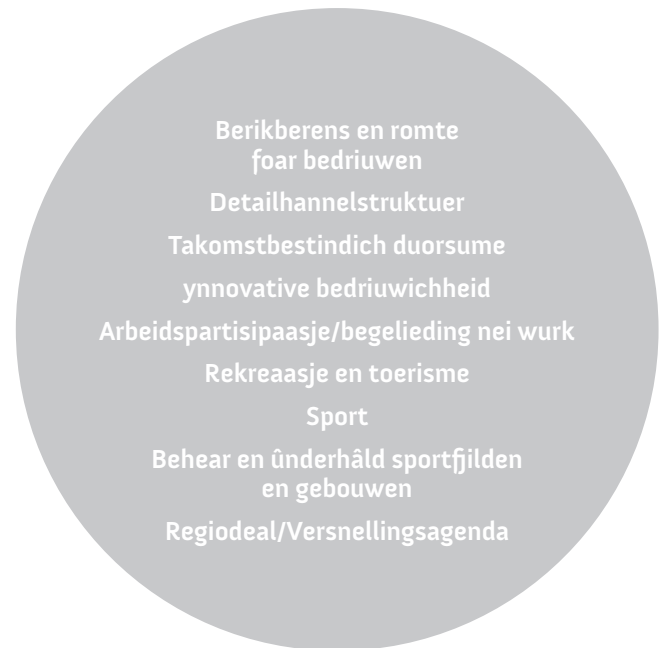 Berikberens en romte
foar bedriuwen
Detailhannelstruktuer
Takomstbestindich duorsume
ynnovative bedriuwichheid
Arbeidspartisipaasje/begelieding nei wurk
Rekreaasje en toerisme
Sport
Behear en ûnderhâld sportfjilden
en gebouwen
Regiodeal/Versnellingsagenda